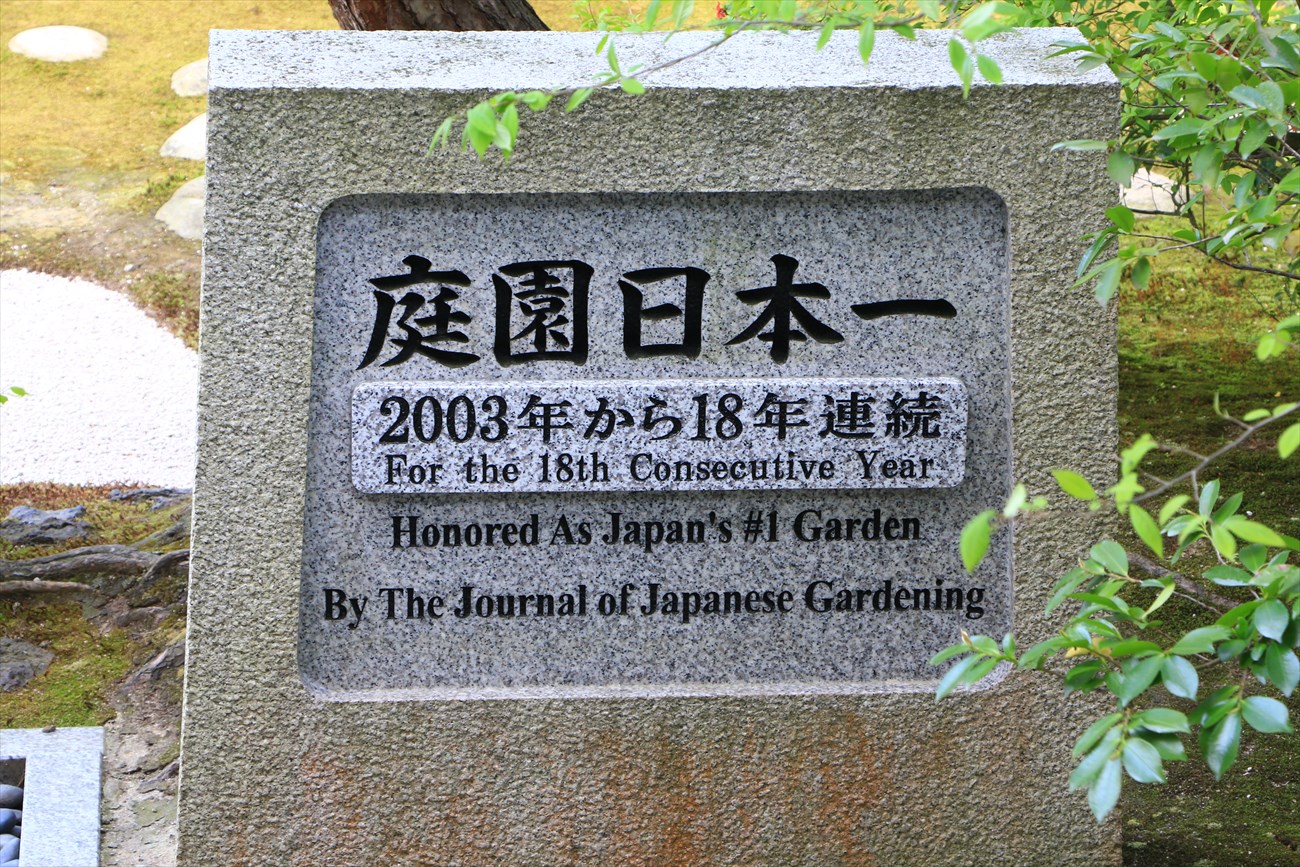 庭園日本一
2003年から18年連続
For the 18th Consecutive Year
Honored As Japan's #1 Garden
By The Journal of Japanese Gardening